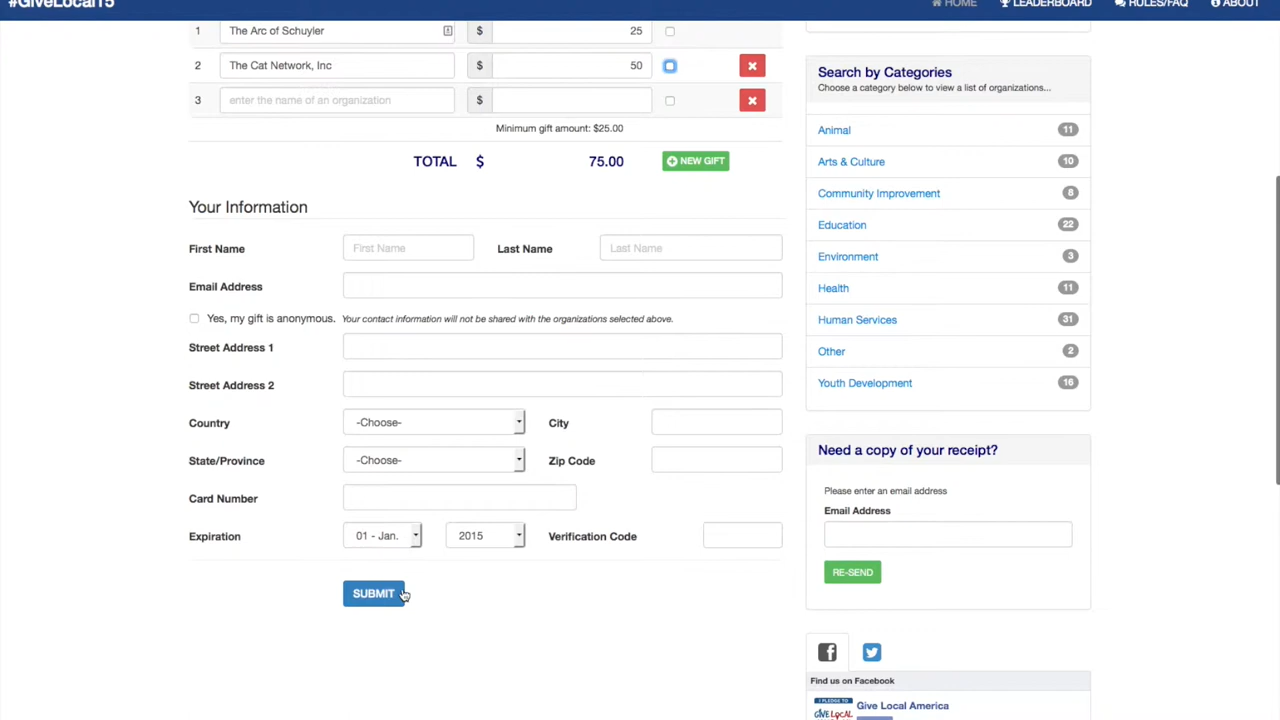 #GiveLocal15
HOME LEADERBOARD RULES/FAQ ABOUT
1 The Arc of Schuyler $ 25
2 The Cat Network, Inc $ 50
3 enter the name of an organization $
Minimum gift amount: $25.00
TOTAL $ 75.00 NEW GIFT
Your Information
First Name First Name Last Name Last Name
Email Address
Yes, my gift is anonymous. Your contact information will not be shared with the organizations selected above.
Street Address 1
Street Address 2
Country -Choose- City
State/Province -Choose- Zip Code
Card Number
Expiration 01 - Jan. 2015 Verification Code
SUBMIT
Search by Categories
Choose a category below to view a list of organizations...
Animal 11
Arts & Culture 10
Community Improvement 6
Education 22
Environment 3
Health 11
Human Services 31
Other 2
Youth Development 16
Need a copy of your receipt?
Please enter an email address
Email Address
RE-SEND
Find us on Facebook
I PLEDGE TO
GIVE LOCAL
Give Local America